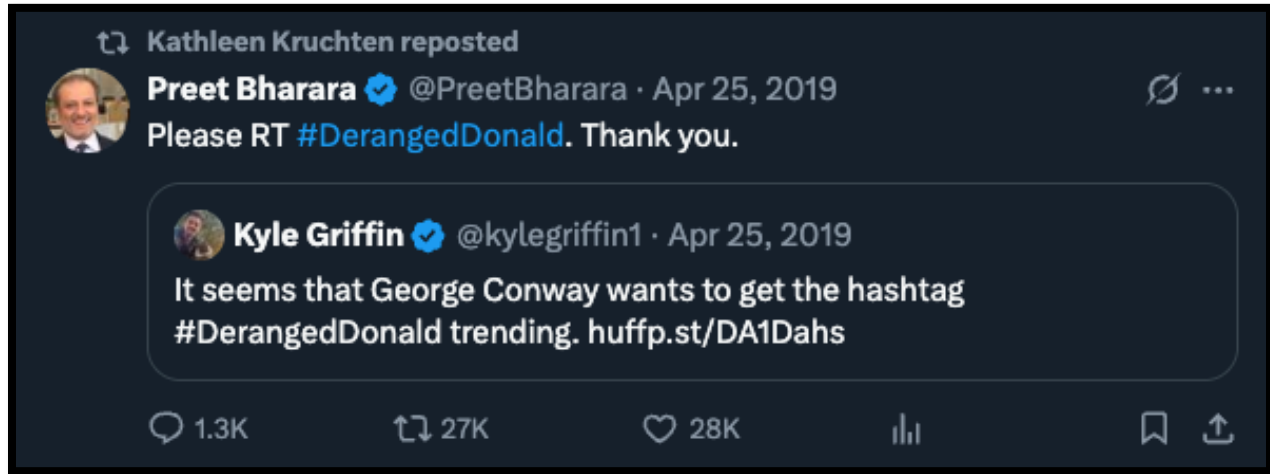 Kathleen Kruchten reposted
Preet Bharara @PreetBharara · Apr 25, 2019
Please RT #DerangedDonald. Thank you.
Kyle Griffin @kylegriffin1 · Apr 25, 2019
It seems that George Conway wants to get the hashtag
#DerangedDonald trending. huffp.st/DA1Dahs
1.3K 27K 28K